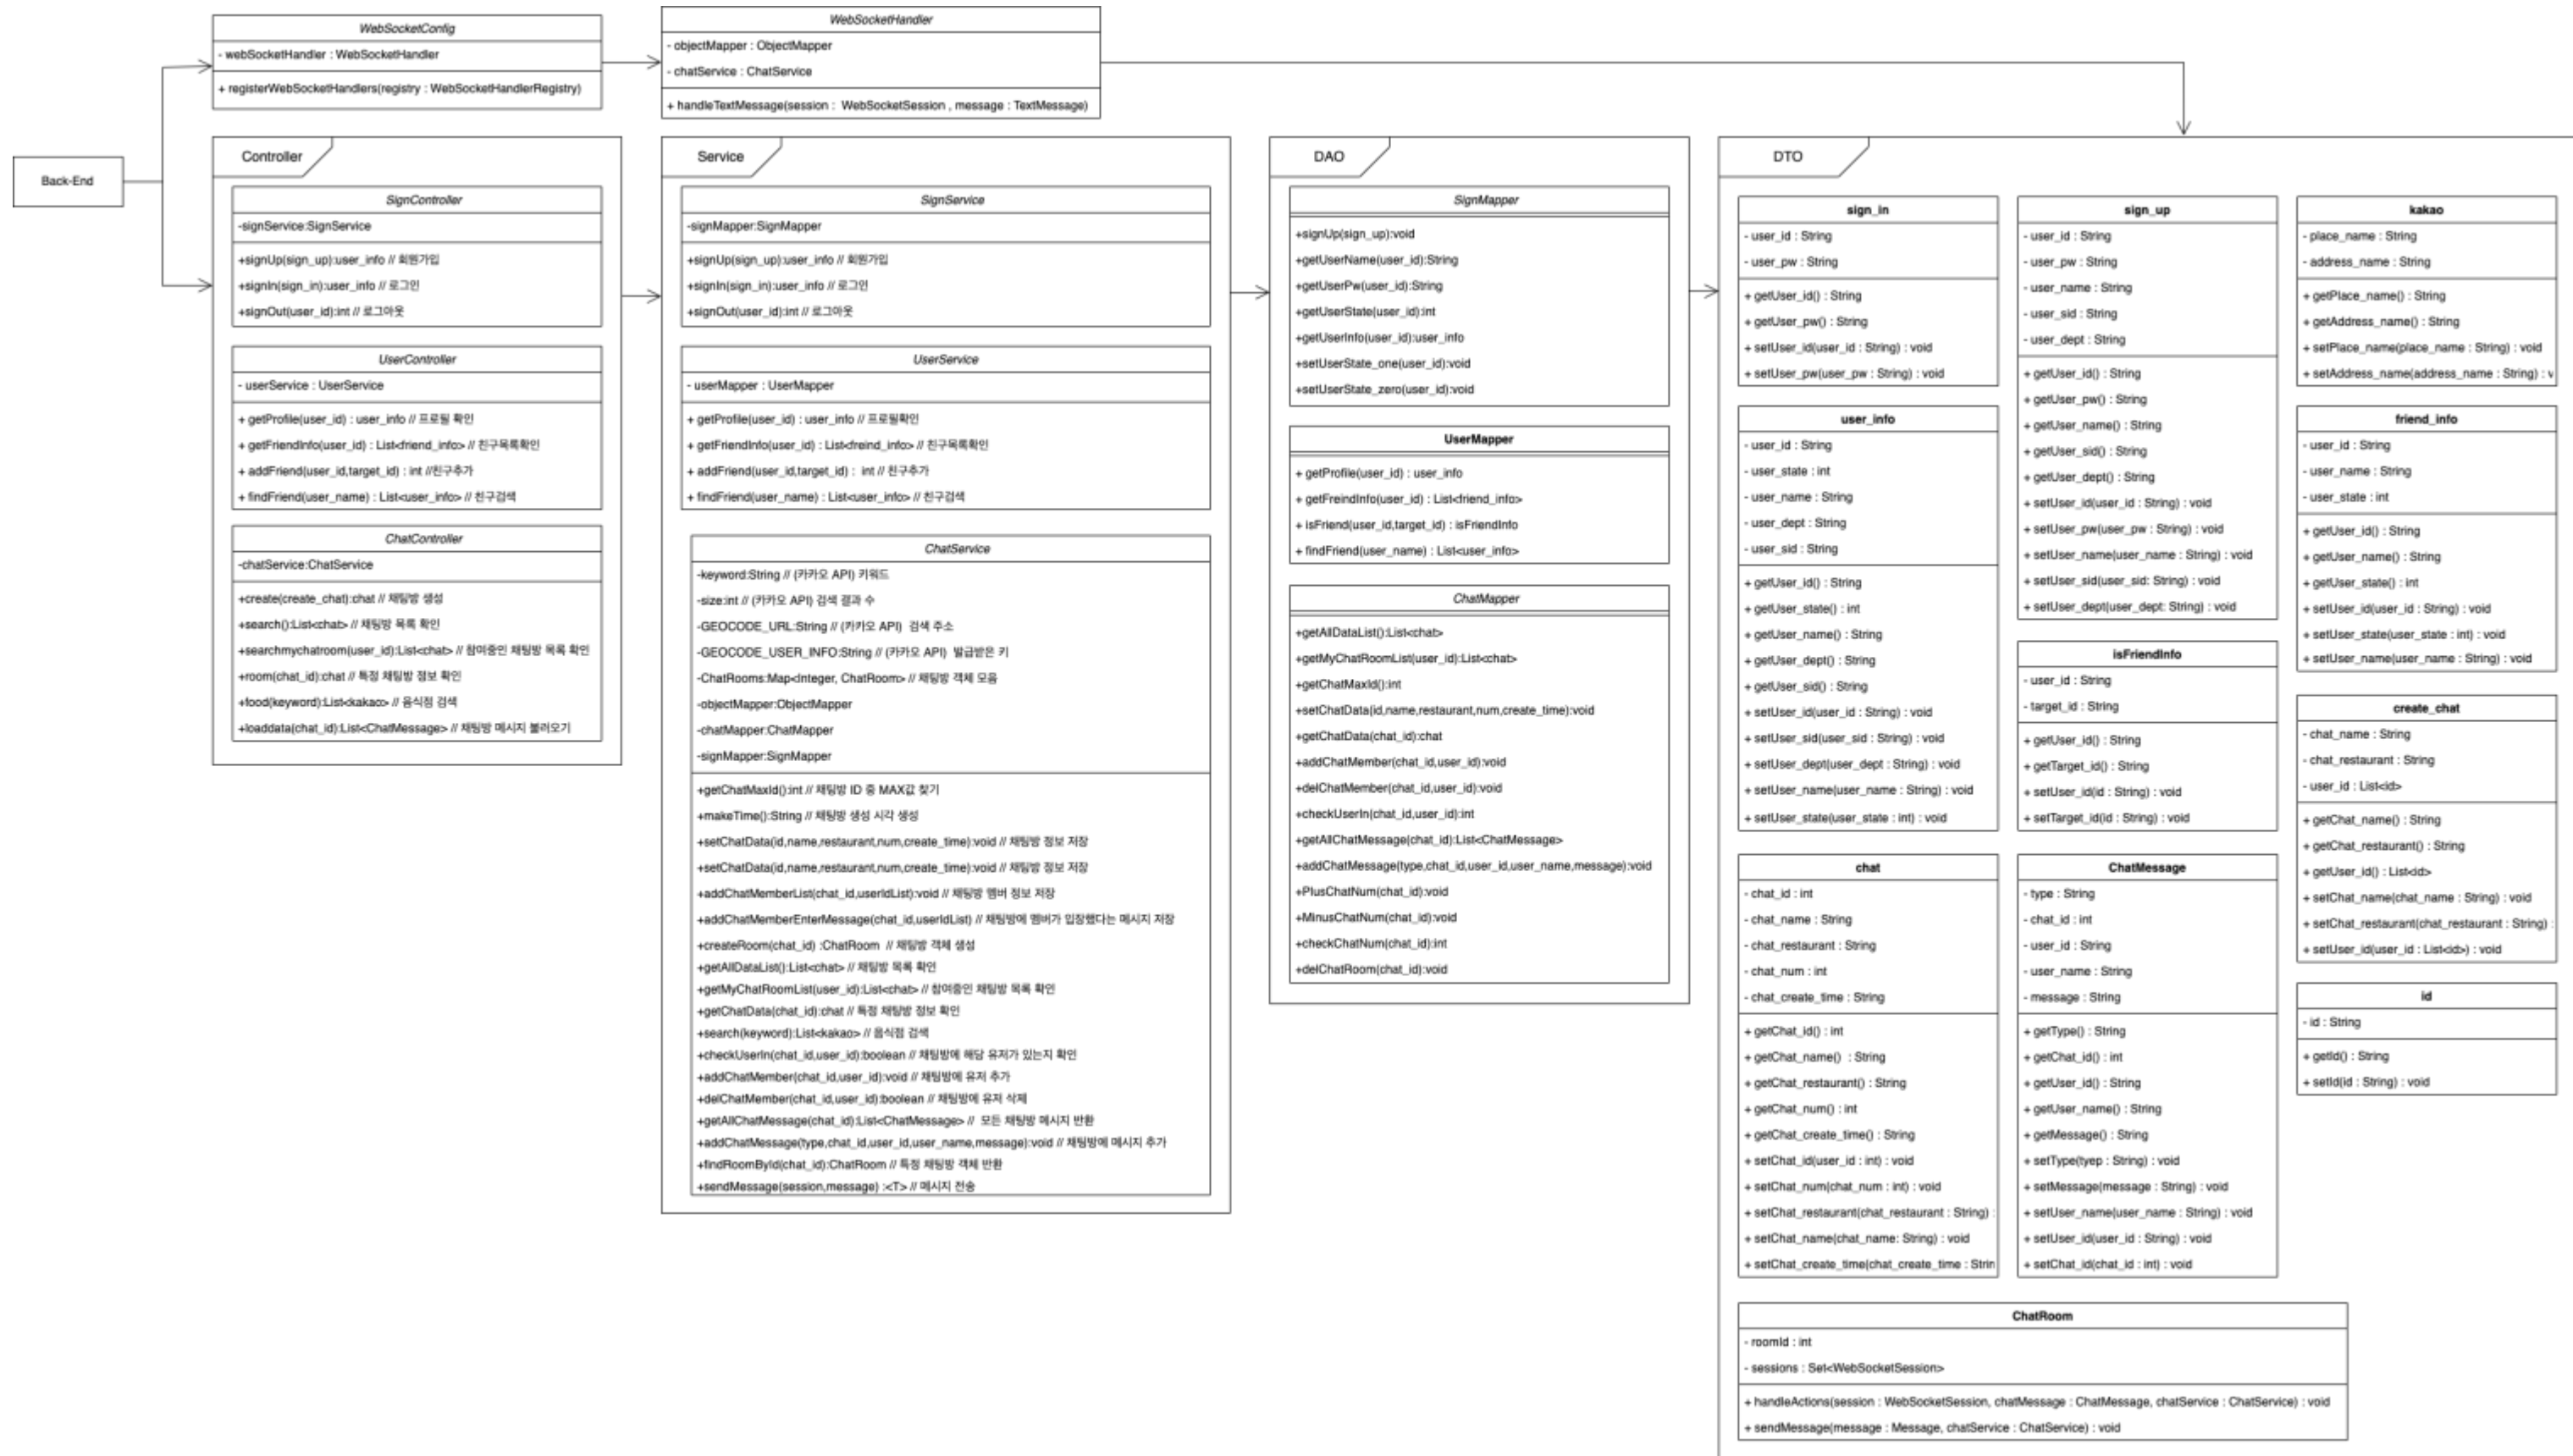 WebSocketConfig
- webSocketHandler : WebSocketHandler
+ registerWebSocketHandlers(registry : WebSocketHandlerRegistry)
WebSocketHandler
- objectMapper : ObjectMapper
- chatService : ChatService
+ handleTextMessage(session : WebSocketSession , message : TextMessage)
Back-End
Controller
SignController
-signService:SignService
+signUp(sign_up):user_info // 회원가입
+signIn(sign_in):user_info // 로그인
+signOut(user_id):int // 로그아웃
UserController
- userService : UserService
+ getProfile(user_id) : user_info // 프로필 확인
+ getFriendInfo(user_id) : List<friend_info> // 친구목록확인
+ addFriend(user_id,target_id) : int //친구추가
+ findFriend(user_name) : List<user_info> // 친구검색
ChatController
-chatService:ChatService
+create(create_chat):chat // 채팅방 생성
+search():List<chat> // 채팅방 목록 확인
+searchmychatroom(user_id):List<chat> // 참여중인 채팅방 목록 확인
+room(chat_id):chat // 특정 채팅방 정보 확인
+food(keyword):List<kakao> // 음식점 검색
+loaddata(chat_id):List<ChatMessage> // 채팅방 메시지 불러오기
Service
SignService
-signMapper:SignMapper
+signUp(sign_up):user_info // 회원가입
+signIn(sign_in):user_info // 로그인
+signOut(user_id):int // 로그아웃
UserService
- userMapper : UserMapper
+ getProfile(user_id) : user_info // 프로필확인
+ getFriendInfo(user_id) : List<freind_info> // 친구목록확인
+ addFriend(user_id,target_id) : int // 친구추가
+ findFriend(user_name) : List<user_info> // 친구검색
ChatService
-keyword:String // (카카오 API) 키워드
-size:int // (카카오 API) 검색 결과 수
-GEOCODE_URL:String // (카카오 API) 검색 주소
-GEOCODE_USER_INFO:String // (카카오 API) 발급받은 키
-ChatRooms:Map<Integer, ChatRoom> // 채팅방 객체 모음
-objectMapper:ObjectMapper
-chatMapper:ChatMapper
-signMapper:SignMapper
+getChatMaxId():int // 채팅방 ID 중 MAX값 찾기
+makeTime():String // 채팅방 생성 시각 생성
+setChatData(id,name,restaurant,num,create_time):void // 채팅방 정보 저장
+setChatData(id,name,restaurant,num,create_time):void // 채팅방 정보 저장
+addChatMemberList(chat_id,userIdList):void // 채팅방 멤버 정보 저장
+addChatMemberEnterMessage(chat_id,userIdList) // 채팅방에 멤버가 입장했다는 메시지 저장
+createRoom(chat_id) :ChatRoom // 채팅방 객체 생성
+getAllDataList():List<chat> // 채팅방 목록 확인
+getMyChatRoomList(user_id):List<chat> // 참여중인 채팅방 목록 확인
+getChatData(chat_id):chat // 특정 채팅방 정보 확인
+search(keyword):List<kakao> // 음식점 검색
+checkUserIn(chat_id,user_id):boolean // 채팅방에 해당 유저가 있는지 확인
+addChatMember(chat_id,user_id):void // 채팅방에 유저 추가
+delChatMember(chat_id,user_id):boolean // 채팅방에 유저 삭제
+getAllChatMessage(chat_id):List<ChatMessage> // 모든 채팅방 메시지 반환
+addChatMessage(type,chat_id,user_id,user_name,message):void // 채팅방에 메시지 추가
+findRoomById(chat_id):ChatRoom // 특정 채팅방 객체 반환
+sendMessage(session,message) :<T> // 메시지 전송
DAO
SignMapper
+signUp(sign_up):void
+getUserName(user_id):String
+getUserPw(user_id):String
+getUserState(user_id):int
+getUserInfo(user_id):user_info
+setUserState_one(user_id):void
+setUserState_zero(user_id):void
UserMapper
+ getProfile(user_id) : user_info
+ getFreindInfo(user_id) : List<friend_info>
+ isFriend(user_id,target_id) : isFriendInfo
+ findFriend(user_name) : List<user_info>
ChatMapper
+getAllDataList():List<chat>
+getMyChatRoomList(user_id):List<chat>
+getChatMaxId():int
+setChatData(id,name,restaurant,num,create_time):void
+getChatData(chat_id):chat
+addChatMember(chat_id,user_id):void
+delChatMember(chat_id,user_id):void
+checkUserIn(chat_id,user_id):int
+getAllChatMessage(chat_id):List<ChatMessage>
+addChatMessage(type,chat_id,user_id,user_name,message):void
+PlusChatNum(chat_id):void
+MinusChatNum(chat_id):void
+checkChatNum(chat_id):int
+delChatRoom(chat_id):void
DTO
sign_in
- user_id : String
- user_pw : String
+ getUser_id() : String
+ getUser_pw() : String
+ setUser_id(user_id : String) : void
+ setUser_pw(user_pw : String) : void
user_info
- user_id : String
- user_state : int
- user_name : String
- user_dept : String
- user_sid : String
+ getUser_id() : String
+ getUser_state() : int
+ getUser_name() : String
+ getUser_dept() : String
+ getUser_sid() : String
+ setUser_id(user_id : String) : void
+ setUser_sid(user_sid : String) : void
+ setUser_dept(user_dept : String) : void
+ setUser_name(user_name : String) : void
+ setUser_state(user_state : int) : void
chat
- chat_id : int
- chat_name : String
- chat_restaurant : String
- chat_num : int
- chat_create_time : String
+ getChat_id() : int
+ getChat_name() : String
+ getChat_restaurant() : String
+ getChat_num() : int
+ getChat_create_time() : String
+ setChat_id(user_id : int) : void
+ setChat_num(chat_num : int) : void
+ setChat_restaurant(chat_restaurant : String) :
+ setChat_name(chat_name: String) : void
+ setChat_create_time(chat_create_time : Strin
sign_up
- user_id : String
- user_pw : String
- user_name : String
- user_sid : String
- user_dept : String
+ getUser_id() : String
+ getUser_pw() : String
+ getUser_name() : String
+ getUser_sid() : String
+ getUser_dept() : String
+ setUser_id(user_id : String) : void
+ setUser_pw(user_pw : String) : void
+ setUser_name(user_name : String) : void
+ setUser_sid(user_sid: String) : void
+ setUser_dept(user_dept: String) : void
isFriendInfo
- user_id : String
- target_id : String
+ getUser_id() : String
+ getTarget_id() : String
+ setUser_id(id : String) : void
+ setTarget_id(id : String) : void
ChatMessage
- type : String
- chat_id : int
- user_id : String
- user_name : String
- message : String
+ getType() : String
+ getChat_id() : int
+ getUser_id() : String
+ getUser_name() : String
+ getMessage() : String
+ setType(tyep : String) : void
+ setMessage(message : String) : void
+ setUser_name(user_name : String) : void
+ setUser_id(user_id : String) : void
+ setChat_id(chat_id : int) : void
kakao
- place_name : String
- address_name : String
+ getPlace_name() : String
+ getAddress_name() : String
+ setPlace_name(place_name : String) : void
+ setAddress_name(address_name : String) : v
friend_info
- user_id : String
- user_name : String
- user_state : int
+ getUser_id() : String
+ getUser_name() : String
+ getUser_state() : int
+ setUser_id(user_id : String) : void
+ setUser_state(user_state : int) : void
+ setUser_name(user_name : String) : void
create_chat
- chat_name : String
- chat_restaurant : String
- user_id : List<id>
+ getChat_name() : String
+ getChat_restaurant() : String
+ getUser_id() : List<id>
+ setChat_name(chat_name : String) : void
+ setChat_restaurant(chat_restaurant : String) :
+ setUser_id(user_id : List<id>) : void
id
- id : String
+ getId() : String
+ setId(id : String) : void
ChatRoom
- roomId : int
- sessions : Set<WebSocketSession>
+ handleActions(session : WebSocketSession, chatMessage : ChatMessage, chatService : ChatService) : void
+ sendMessage(message : Message, chatService : ChatService) : void